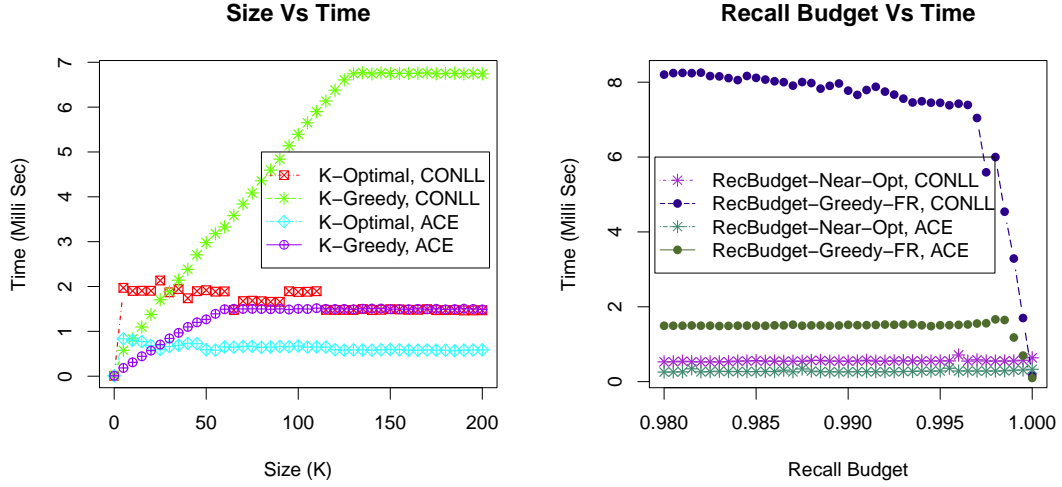 Size Vs Time
Time (Milli Sec)
7
6
5
4
3
2
1
0
K-Optimal, CONLL
K-Greedy, CONLL
K-Optimal, ACE
K-Greedy, ACE
0 50 100 150 200
Size (K)
Recall Budget Vs Time
Time (Milli Sec)
8
6
4
2
0
RecBudget-Near-Opt, CONLL
RecBudget-Greedy-FR, CONLL
RecBudget-Near-Opt, ACE
RecBudget-Greedy-FR, ACE
0.980 0.985 0.990 0.995 1.000
Recall Budget